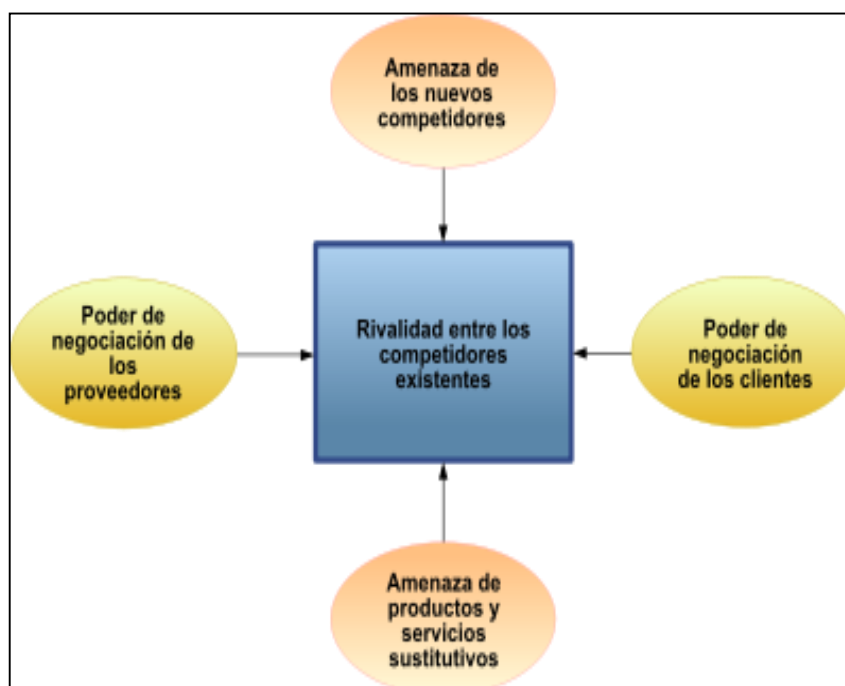 Amenaza de
los nuevos
competidores
Poder de
negociación de
los
proveedores
Rivalidad entre los
competidores
existentes
Poder de
negociación
de los clientes
Amenaza de
productos y
servicios
sustitutivos